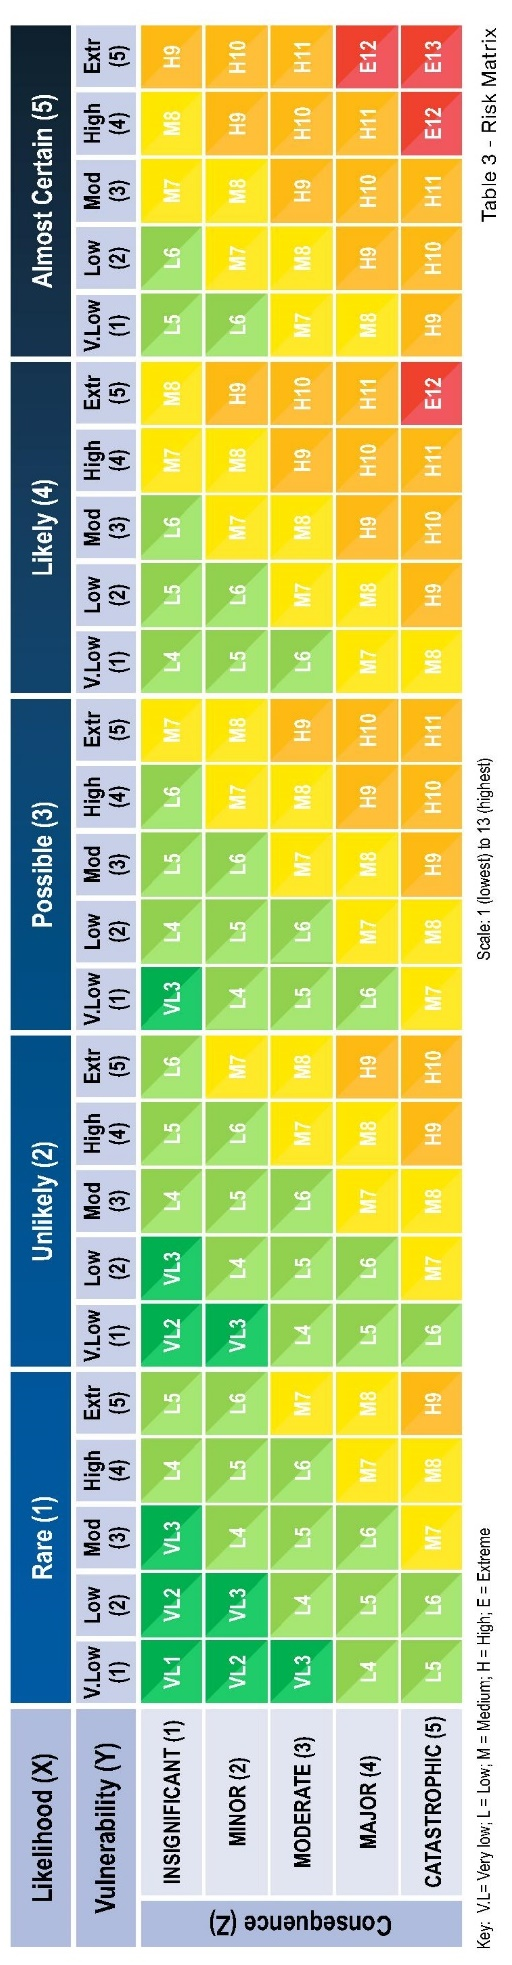 Likelihood (X) Rare (1) Unlikely (2) Possible (3) Likely (4) Almost Certain (5)
Vulnerability (Y) V.Low (1) Low (2) Mod (3) High (4) Extr (5) V.Low (1) Low (2) Mod (3) High (4) Extr (5) V.Low (1) Low (2) Mod (3) High (4) Extr (5) V.Low (1) Low (2) Mod (3) High (4) Extr (5) V.Low (1) Low (2) Mod (3) High (4) Extr (5)
Consequence (Z)
INSIGNIFICANT (1) VL1 VL2 VL3 L4 L5 VL2 VL3 L4 L5 L6 VL3 L4 L5 L6 M7 L4 L5 L6 M7 M8 L5 L6 M7 M8 H9
MINOR (2) VL2 VL3 L4 L5 L6 VL3 L4 L5 L6 M7 L4 L5 L6 M7 M8 L5 L6 M7 M8 H9 L6 M7 M8 H9 H10
MODERATE (3) VL3 L4 L5 L6 M7 L4 L5 L6 M7 M8 L5 L6 M7 M8 H9 L6 M7 M8 H9 H10 M7 M8 H9 H10 H11
MAJOR (4) L4 L5 L6 M7 M8 L5 L6 M7 M8 H9 L6 M7 M8 H9 H10 M7 M8 H9 H10 H11 M8 H9 H10 H11 E12
CATASTROPHIC (5) L5 L6 M7 M8 H9 L6 M7 M8 H9 H10 M7 M8 H9 H10 H11 M8 H9 H10 H11 E12 H9 H10 H11 E12 E13
Key: V.L= Very low; L = Low; M = Medium; H = High; E = Extreme
Scale: 1 (lowest) to 13 (highest)
Table 3 - Risk Matrix